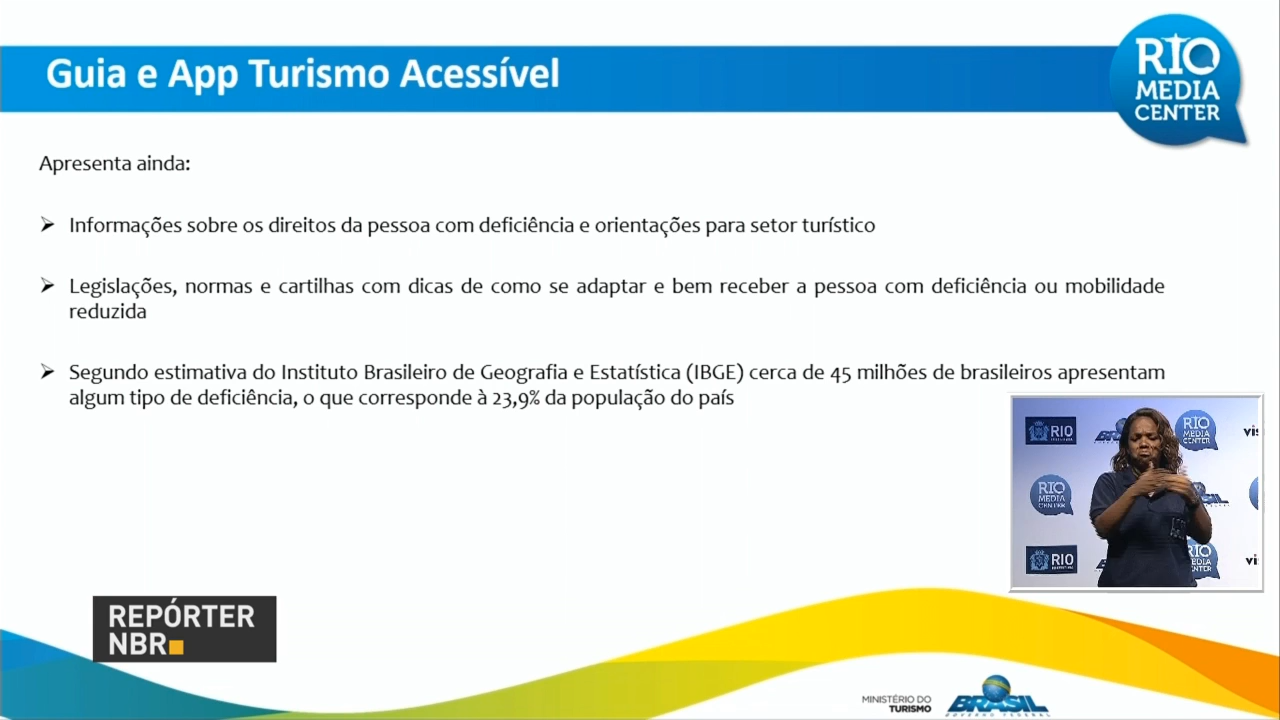 Guia e App Turismo Acessível
RIO
MEDIA
CENTER
Apresenta ainda:
Informações sobre os direitos da pessoa com deficiência e orientações para setor turístico
Legislações, normas e cartilhas com dicas de como se adaptar e bem receber a pessoa com deficiência ou mobilidade
reduzida
Segundo estimativa do Instituto Brasileiro de Geografia e Estatística (IBGE) cerca de 45 milhões de brasileiros apresentam
algum tipo de deficiência, o que corresponde à 23,9% da população do país
RIO
RIO
MEDIA
CENTER
vis
RIO
MEDIA
CENTER
RIO
RIO
MEDIA
CENTER
vi
REPÓRTER
NBR
MINISTÉRIO DO
TURISMO
BRASIL
GOVERNO FEDERAL